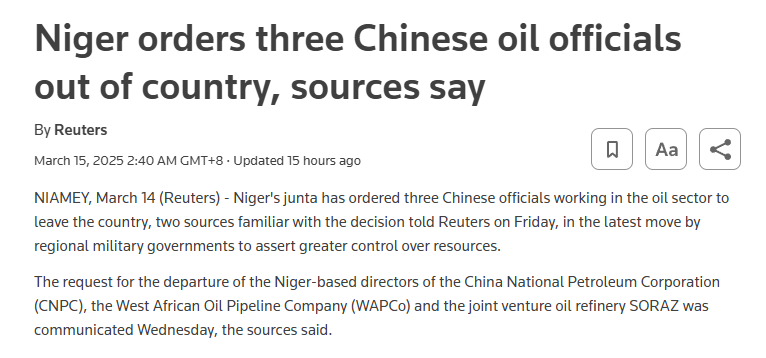 Niger orders three Chinese oil officials
out of country, sources say
By Reuters
March 15, 2025 2:40 AM GMT+8 · Updated 15 hours ago
Aa
NIAMEY, March 14 (Reuters) - Niger's junta has ordered three Chinese officials working in the oil sector to
leave the country, two sources familiar with the decision told Reuters on Friday, in the latest move by
regional military governments to assert greater control over resources.
The request for the departure of the Niger-based directors of the China National Petroleum Corporation
(CNPC), the West African Oil Pipeline Company (WAPCo) and the joint venture oil refinery SORAZ was
communicated Wednesday, the sources said.